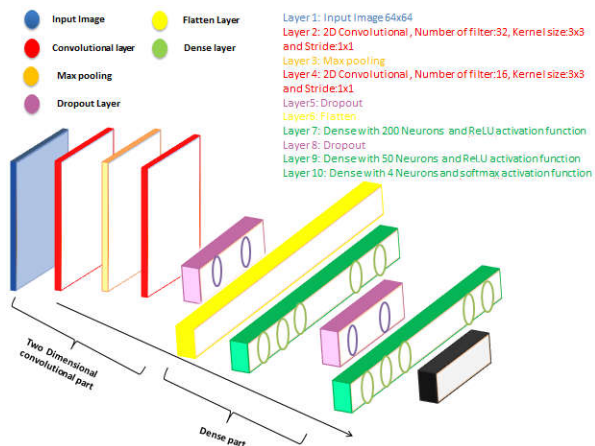 Input Image
Flatten Layer
Convolutional layer
Dense layer
Max pooling
Dropout Layer
Layer 1: Input Image 64x64
Layer 2: 2D Convolutional , Number of filter:32, Kernel size:3x3
and Stride:1x1
Layer 3: Max pooling
Layer 4: 2D Convolutional , Number of filter:16, Kernel size:3x3
and Stride:1x1
Layer5: Dropout
Layer6: Flatten
Layer 7: Dense with 200 Neurons and ReLU activation function
Layer 8: Dropout
Layer 9: Dense with 50 Neurons and ReLU activation function
Layer 10: Dense with 4 Neurons and softmax activation function
Two Dimensional
convolutional part
Dense part